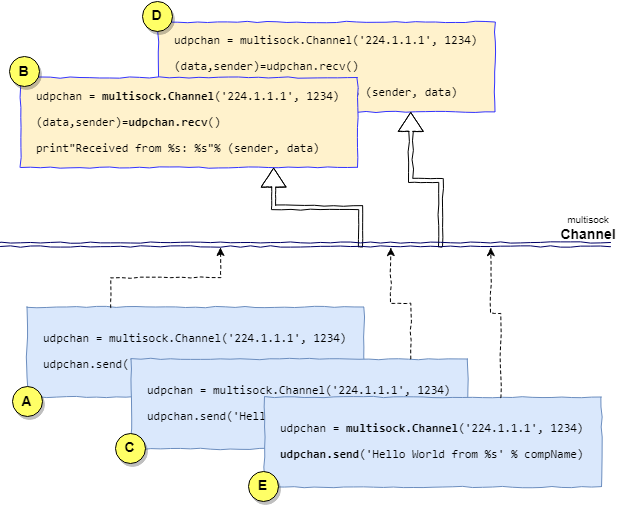 D
udpchan = multisock.Channel('224.1.1.1', 1234)
(data,sender)=udpchan.recv()
(sender, data)
B
udpchan = multisock.Channel('224.1.1.1', 1234)
(data,sender)=udpchan.recv()
print"Received from %s: %s"% (sender, data)
multisock
Channel
udpchan = multisock.Channel('224.1.1.1', 1234)
udpchan.send(
A
udpchan = multisock.Channel('224.1.1.1', 1234)
udpchan.send('Hell
C
udpchan = multisock.Channel('224.1.1.1', 1234)
udpchan.send('Hello World from %s' % compName)
E